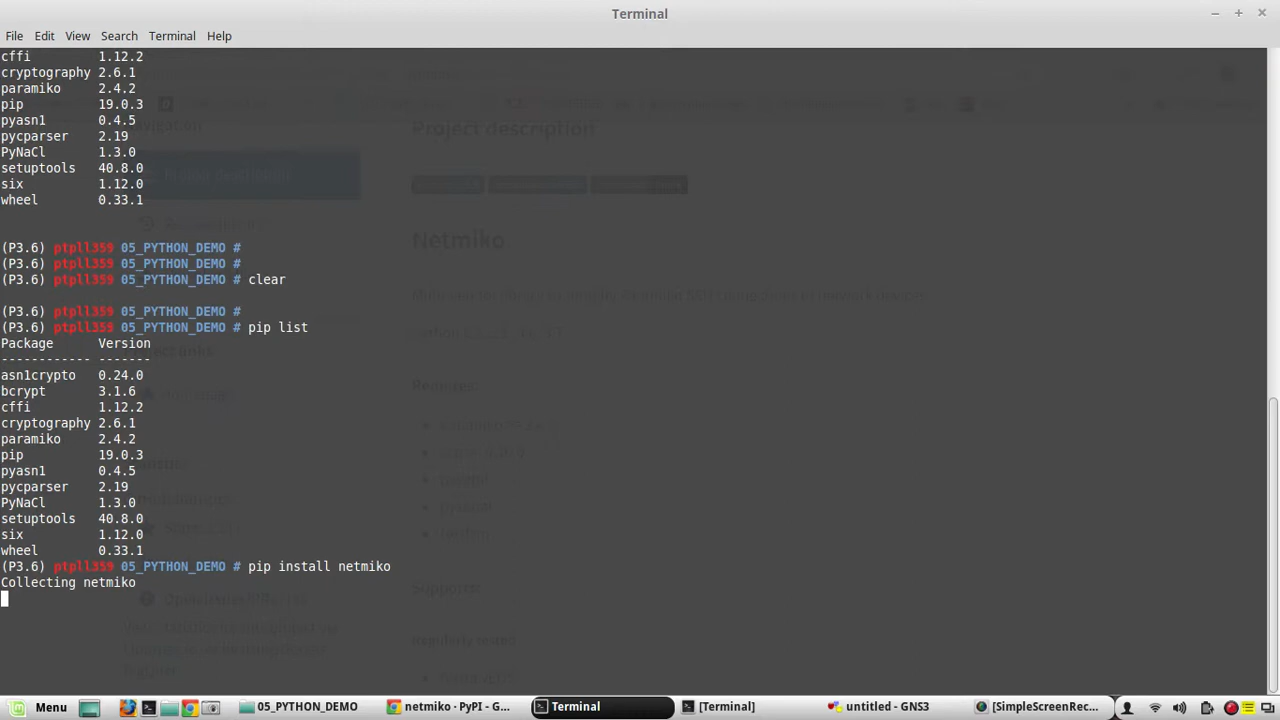 Terminal
File Edit View Search Terminal Help
cffi 1.12.2
cryptography 2.6.1
paramiko 2.4.2
pip 19.0.3
pyasn1 0.4.5
pycparser 2.19
PyNaCl 1.3.0
setuptools 40.8.0
six 1.12.0
wheel 0.33.1
(P3.6) ptpll359 05_PYTHON_DEMO #
(P3.6) ptpll359 05_PYTHON_DEMO #
(P3.6) ptpll359 05_PYTHON_DEMO # clear
(P3.6) ptpll359 05_PYTHON_DEMO #
(P3.6) ptpll359 05_PYTHON_DEMO # pip list
Package Version
------------ -------
asn1crypto 0.24.0
bcrypt 3.1.6
cffi 1.12.2
cryptography 2.6.1
paramiko 2.4.2
pip 19.0.3
pyasn1 0.4.5
pycparser 2.19
PyNaCl 1.3.0
setuptools 40.8.0
six 1.12.0
wheel 0.33.1
(P3.6) ptpll359 05_PYTHON_DEMO # pip install netmiko
Collecting netmiko
Project description
Netmiko
Menu 05_PYTHON_DEMO netmiko · PyPI - G... Terminal [Terminal] untitled - GNS3 [SimpleScreenRec...